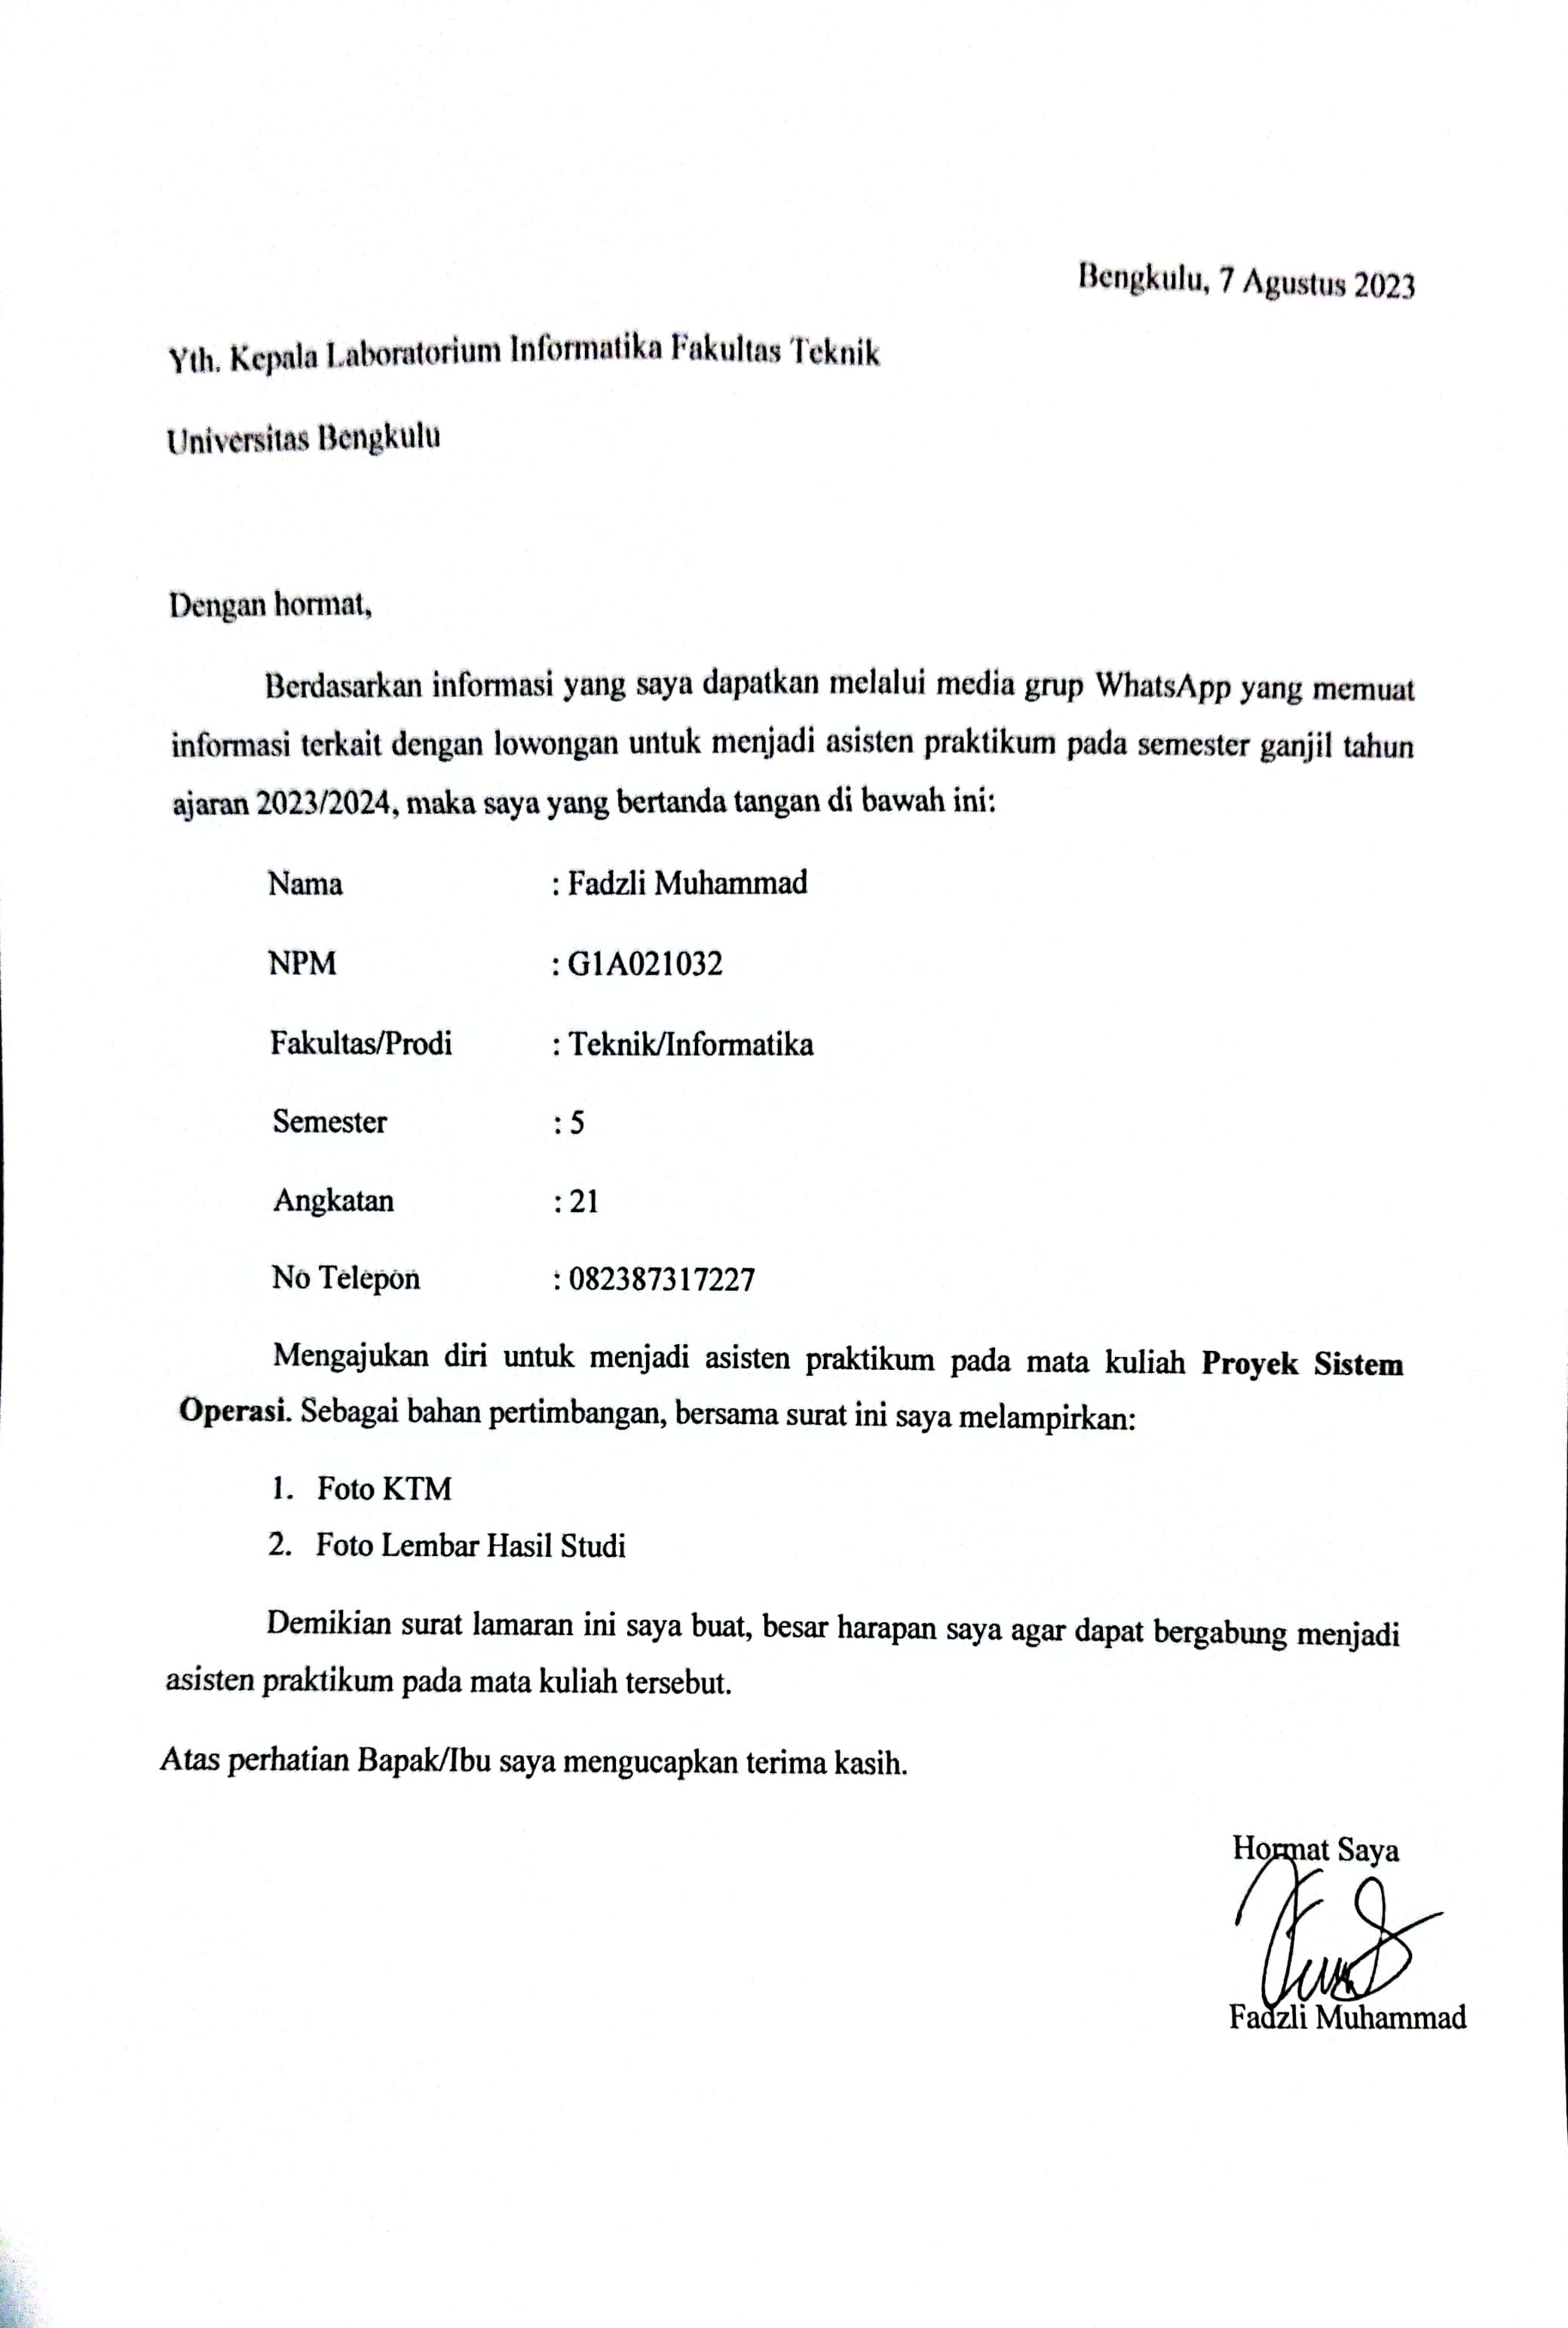 Bengkulu, 7 Agustus 2023
Yth. Kepala Laboratorium Informatika Fakultas Teknik
Universitas Bengkulu
Dengan hormat,
Berdasarkan informasi yang saya dapatkan melalui media grup WhatsApp yang memuat
informasi terkait dengan lowongan untuk menjadi asisten praktikum pada semester ganjil tahun
ajaran 2023/2024, maka saya yang bertanda tangan di bawah ini:
Nama : Fadzli Muhammad
NPM : G1A021032
Fakultas/Prodi : Teknik/Informatika
Semester : 5
Angkatan : 21
No Telepon : 082387317227
Mengajukan diri untuk menjadi asisten praktikum pada mata kuliah Proyek Sistem
Operasi. Sebagai bahan pertimbangan, bersama surat ini saya melampirkan:
1. Foto KTM
2. Foto Lembar Hasil Studi
Demikian surat lamaran ini saya buat, besar harapan saya agar dapat bergabung menjadi
asisten praktikum pada mata kuliah tersebut.
Atas perhatian Bapak/Ibu saya mengucapkan terima kasih.
Hormat Saya
Fadzli Muhammad